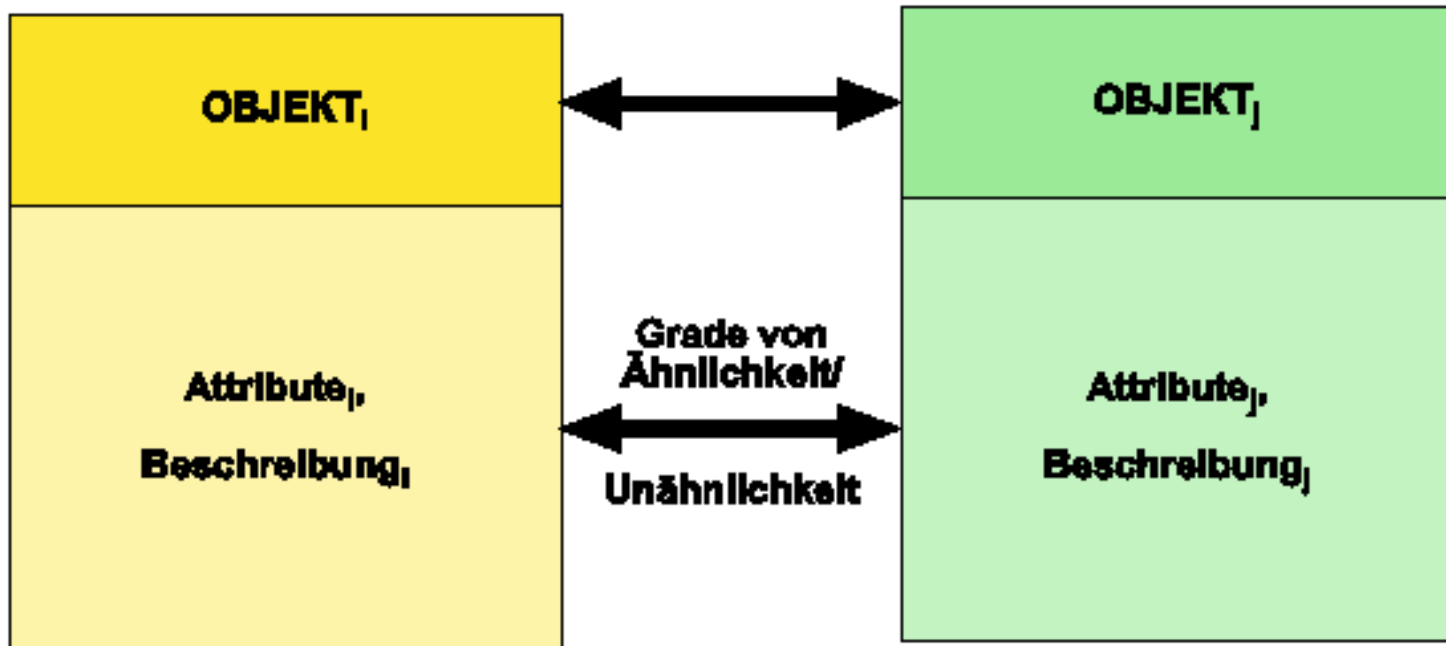 OBJEKTi
OBJEKTj
Grade von
Ähnlichkeit/
Unähnlichkeit
Attributei,
Beschreibungi
Attributej,
Beschreibungj